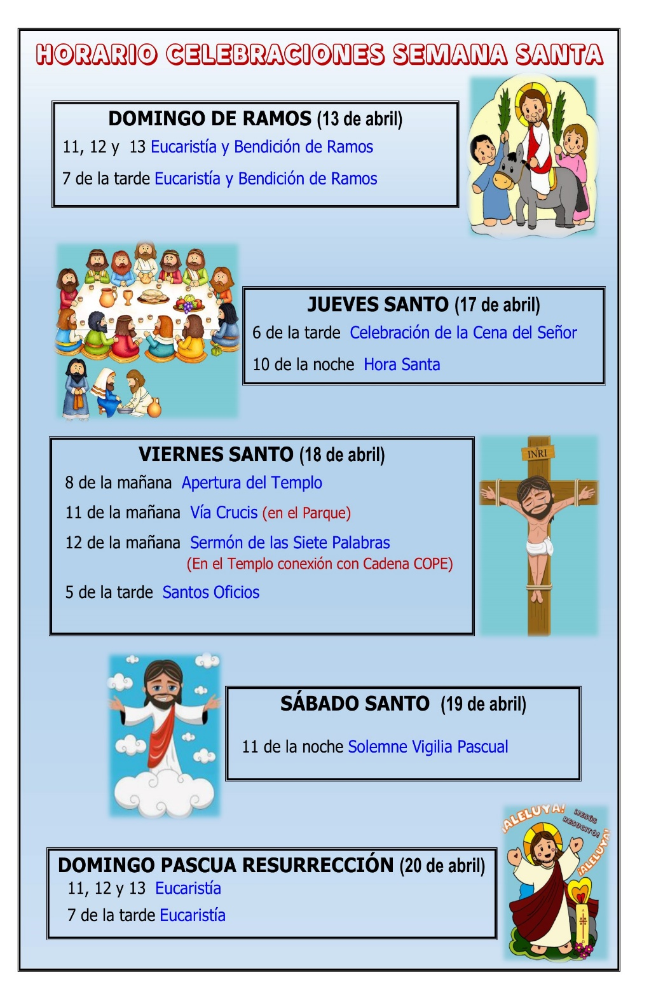 HORARIO CELEBRACIONES SEMANA SANTA
DOMINGO DE RAMOS (13 de abril)
11, 12 y 13 Eucaristía y Bendición de Ramos
7 de la tarde Eucaristía y Bendición de Ramos
JUEVES SANTO (17 de abril)
6 de la tarde Celebración de la Cena del Señor
10 de la noche Hora Santa
VIERNES SANTO (18 de abril)
INRI
8 de la mañana Apertura del Templo
11 de la mañana Vía Crucis (en el Parque)
12 de la mañana Sermón de las Siete Palabras
(En el Templo conexión con Cadena COPE)
5 de la tarde Santos Oficios
SÁBADO SANTO (19 de abril)
11 de la noche Solemne Vigilia Pascual
¡ALELUYA!
¡JESÚS
RESUCITÓ!
¡ALELUYA!
DOMINGO PASCUA RESURRECCIÓN (20 de abril)
11, 12 y 13 Eucaristía
7 de la tarde Eucaristía